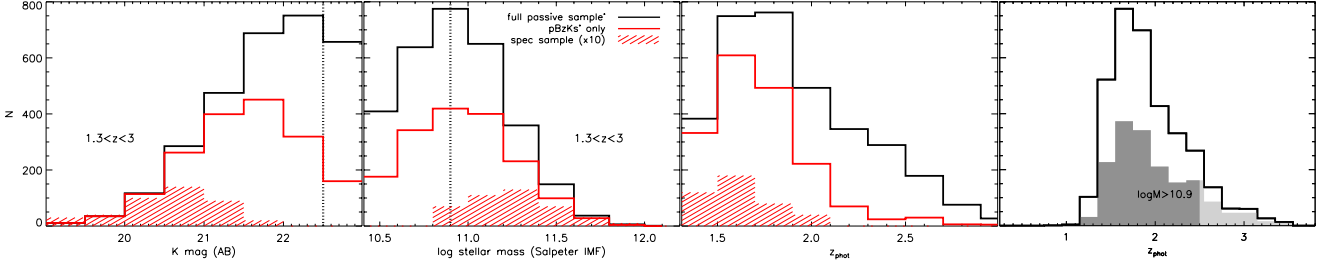 800
600
400
200
0
N
1.3<z<3
20
21
22
K mag (AB)
full passive sample*
pBzKs* only
spec sample (x10)
1.3<z<3
10.5
11.0
11.5
12.0
log stellar mass (Salpeter IMF)
1.5
2.0
2.5
z_phot
logM>10.9
1
2
3
z_phot